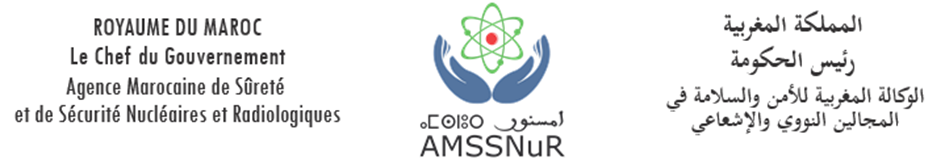 ROYAUME DU MAROC
Le Chef du Gouvernement
Agence Marocaine de Sûreté
et de Sécurité Nucléaires et Radiologiques
ⴰⵎⵙⵏⵓⵔ أمسنور
AMSSNuR
المملكة المغربية
رئيس الحكومة
الوكالة المغربية للأمن والسلامة في
المجالين النووي والإشعاعي